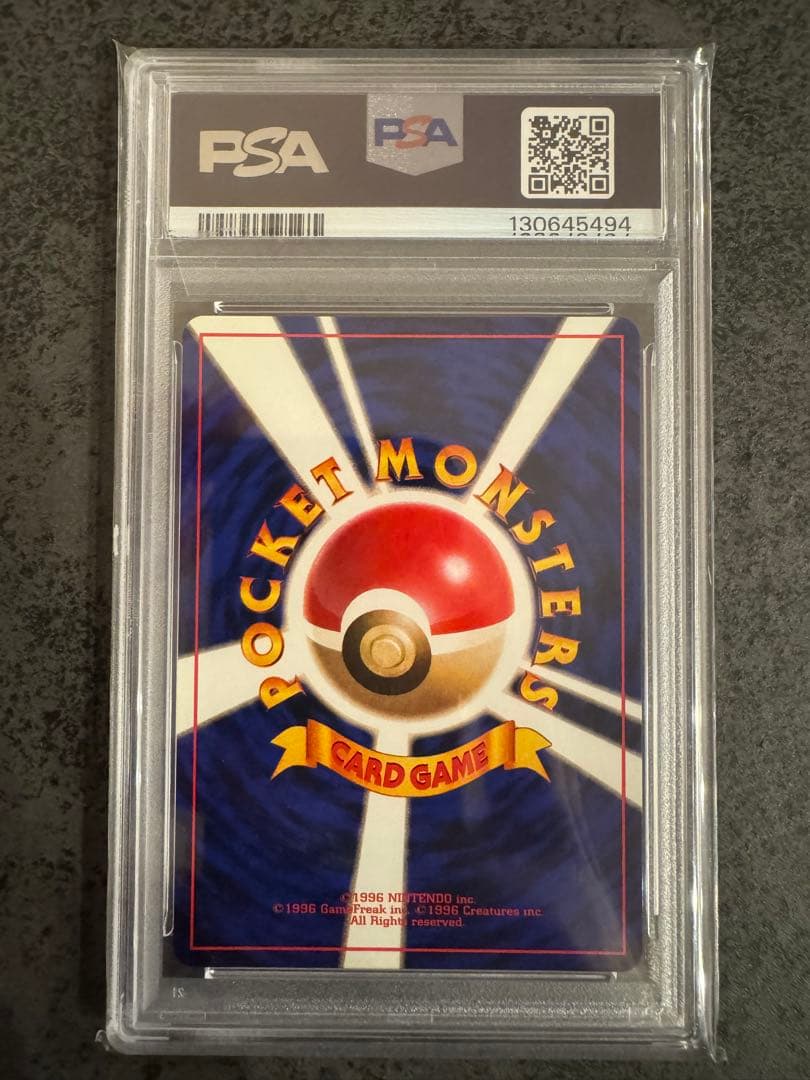 PSA
PSA
130645494
POCKET MONSTERS
CARD GAME
©1996 NINTENDO inc.
©1996 GameFreak inc. ©1996 Creatures inc.
All Rights reserved.
21